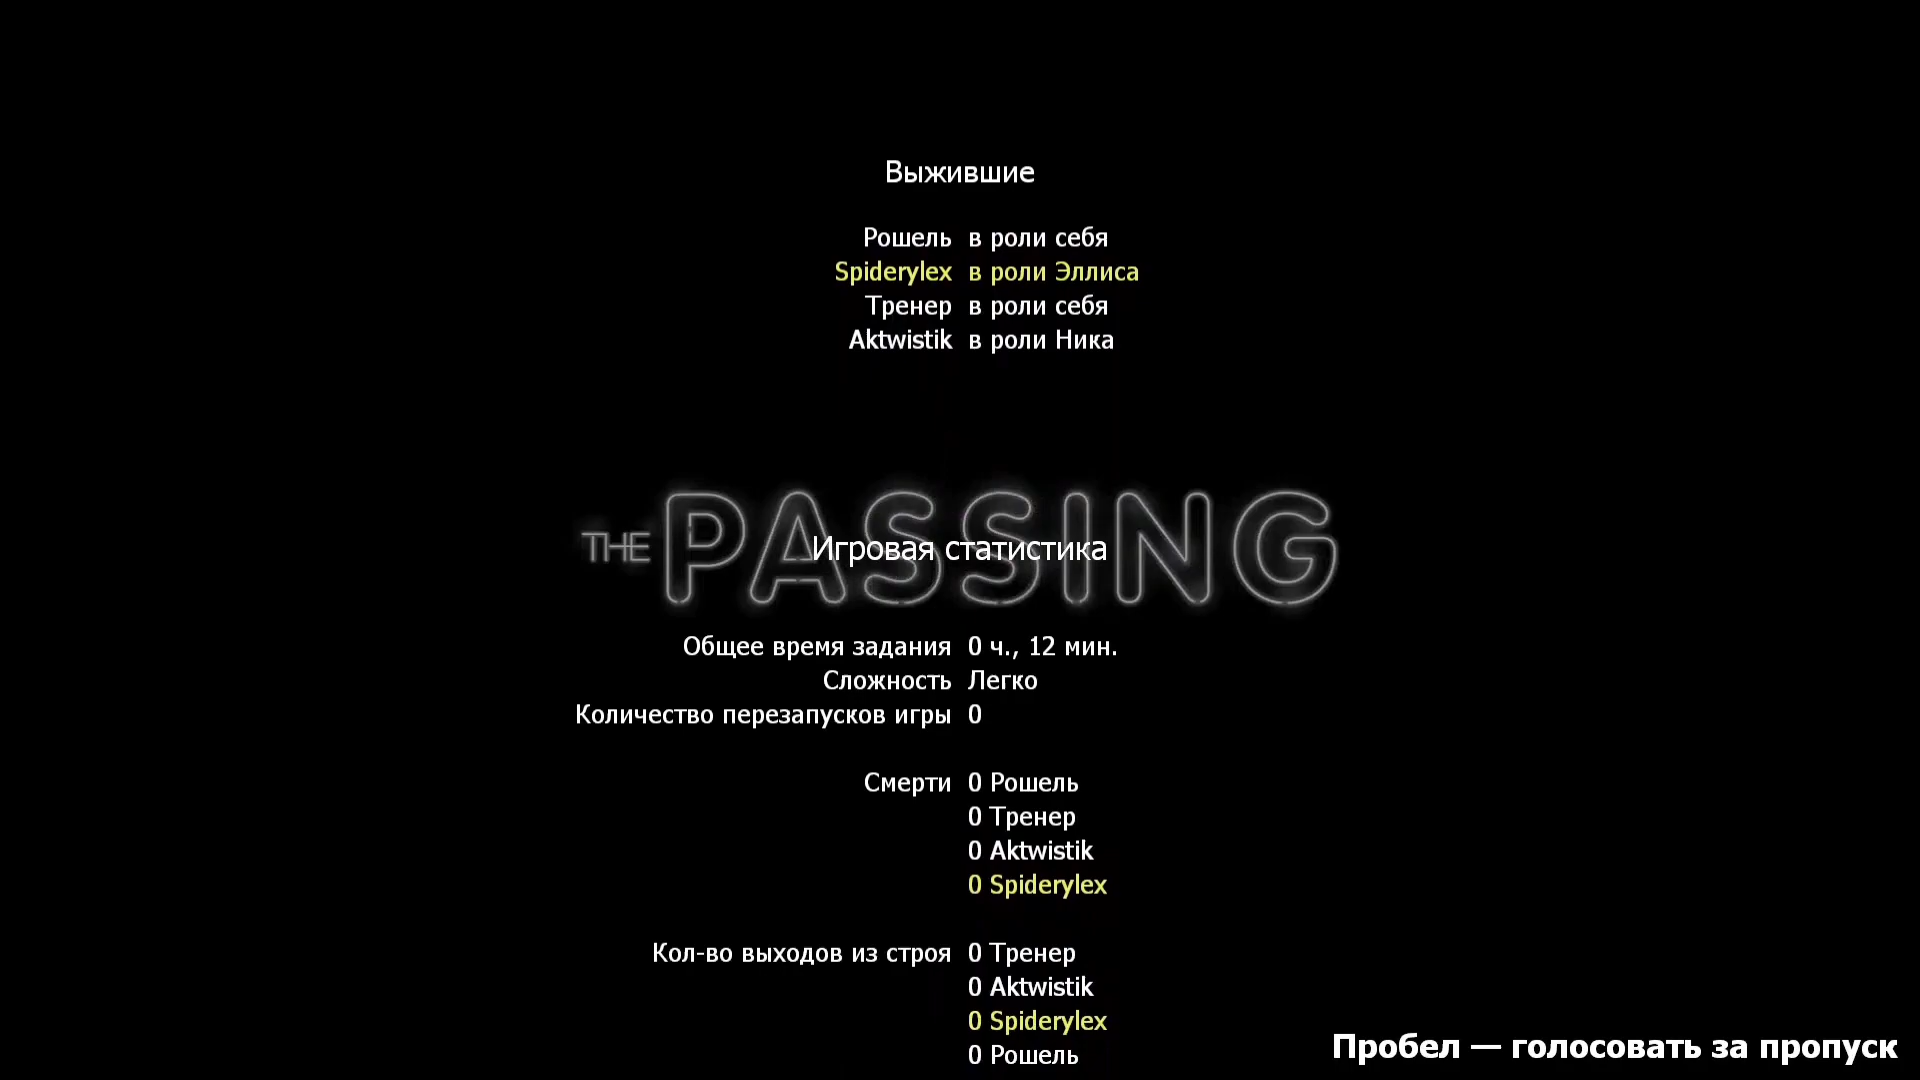 Выжившие
Рошель в роли себя
Spiderylex в роли Эллиса
Тренер в роли себя
Aktwistik в роли Ника
THE PASSING
Игровая статистика
Общее время задания 0 ч., 12 мин.
Сложность Легко
Количество перезапусков игры 0
Смерти 0 Рошель
0 Тренер
0 Aktwistik
0 Spiderylex
Кол-во выходов из строя 0 Тренер
0 Aktwistik
0 Spiderylex
0 Рошель
Пробел — голосовать за пропуск